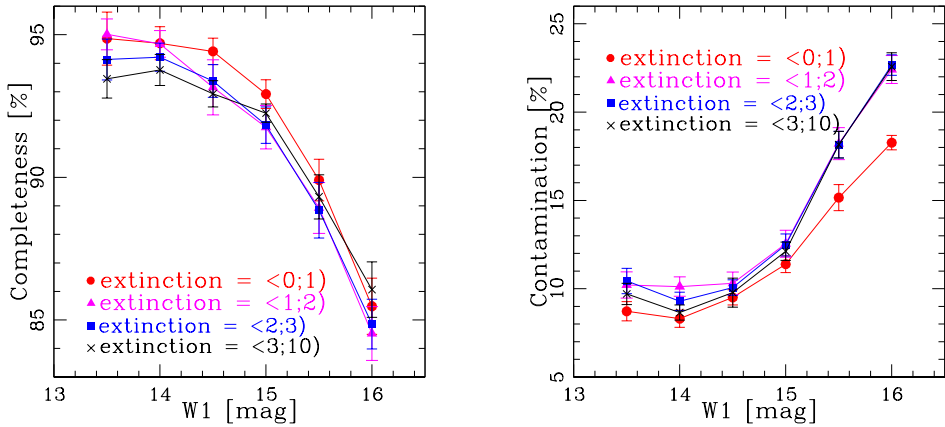 95
90
85
Completeness [%]
extinction = <0;1)
extinction = <1;2)
extinction = <2;3)
extinction = <3;10)
13
14
15
16
W1 [mag]
25
20
15
10
5
Contamination [%]
extinction = <0;1)
extinction = <1;2)
extinction = <2;3)
extinction = <3;10)
13
14
15
16
W1 [mag]